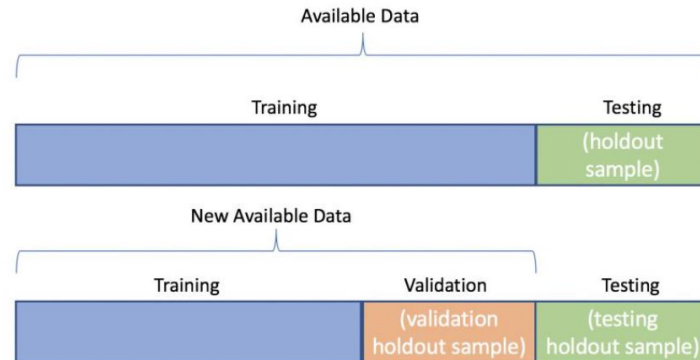 Available Data
Training Testing
(holdout
sample)
New Available Data
Training Validation Testing
(validation (testing
holdout sample) holdout sample)